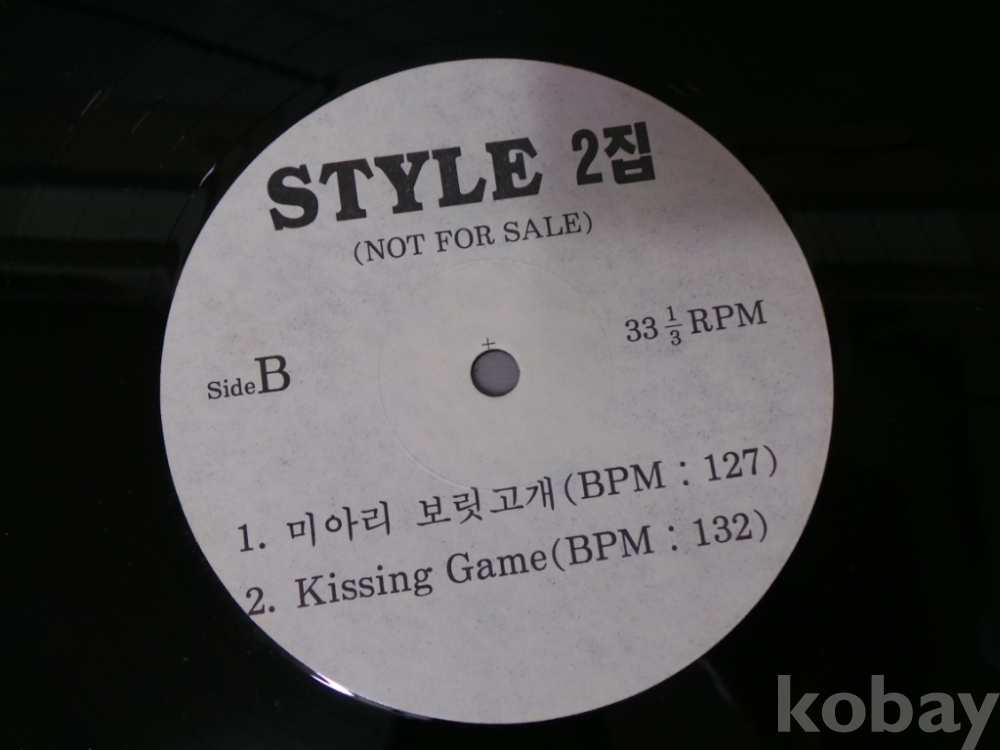 STYLE 2집
(NOT FOR SALE)
33 1/3 RPM
Side B
1. 미아리 보릿고개(BPM : 127)
2. Kissing Game(BPM : 132)
kobay